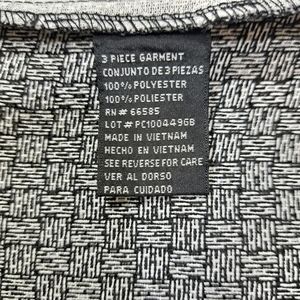 3 PIECE GARMENT
CONJUNTO DE 3 PIEZAS
100% POLYESTER
100% POLIESTER
RN# 66585
LOT# PC1004496B
MADE IN VIETNAM
HECHO EN VIETNAM
SEE REVERSE FOR CARE
VER AL DORSO
PARA CUIDADO